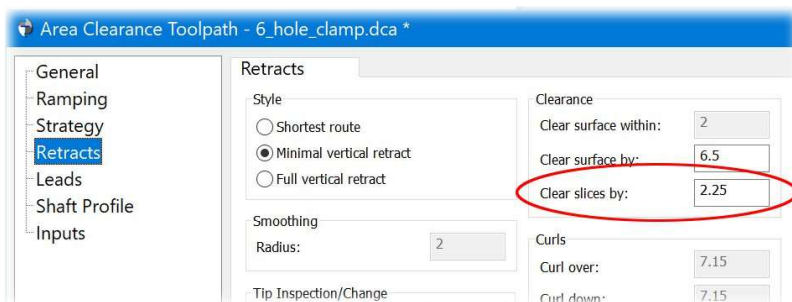 Area Clearance Toolpath - 6_hole_clamp.dca *
General
Ramping
Strategy
Retracts
Leads
Shaft Profile
Inputs
Retracts
Style
Shortest route
Minimal vertical retract
Full vertical retract
Smoothing
Radius: 2
Tip Inspection/Change
Clearance
Clear surface within: 2
Clear surface by: 6.5
Clear slices by: 2.25
Curls
Curl over: 7.15
Curl down: 7.15